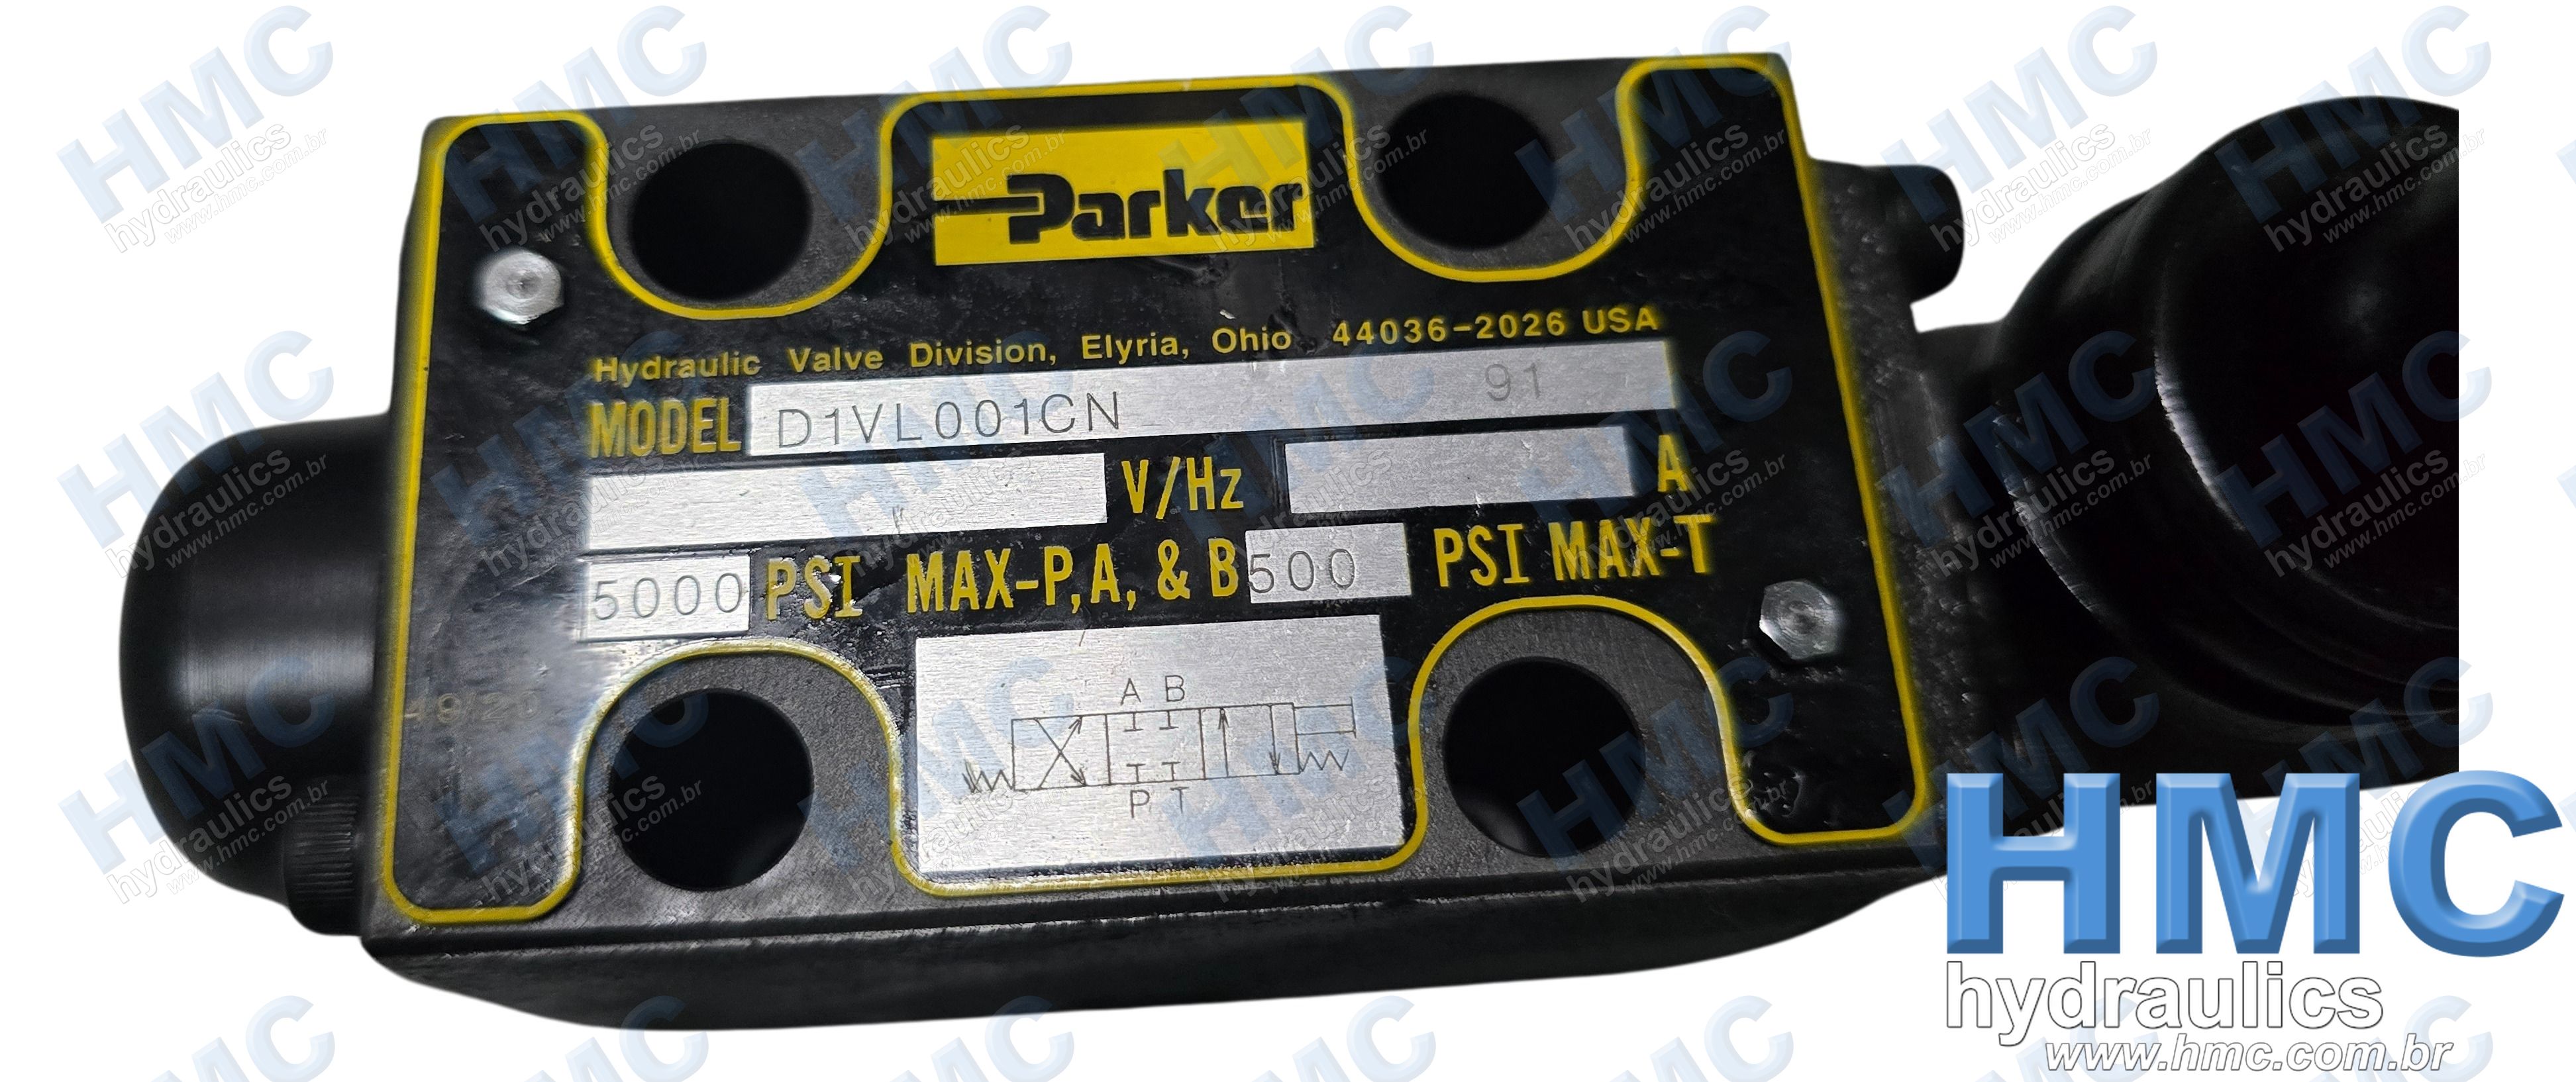 Parker
Hydraulic Valve Division, Elyria, Ohio 44036-2026 USA
MODEL D1VL001CN 91
V/Hz A
5000 PSI MAX-P,A, & B 500 PSI MAX-T
A B
P T
HMC
hydraulics
www.hmc.com.br